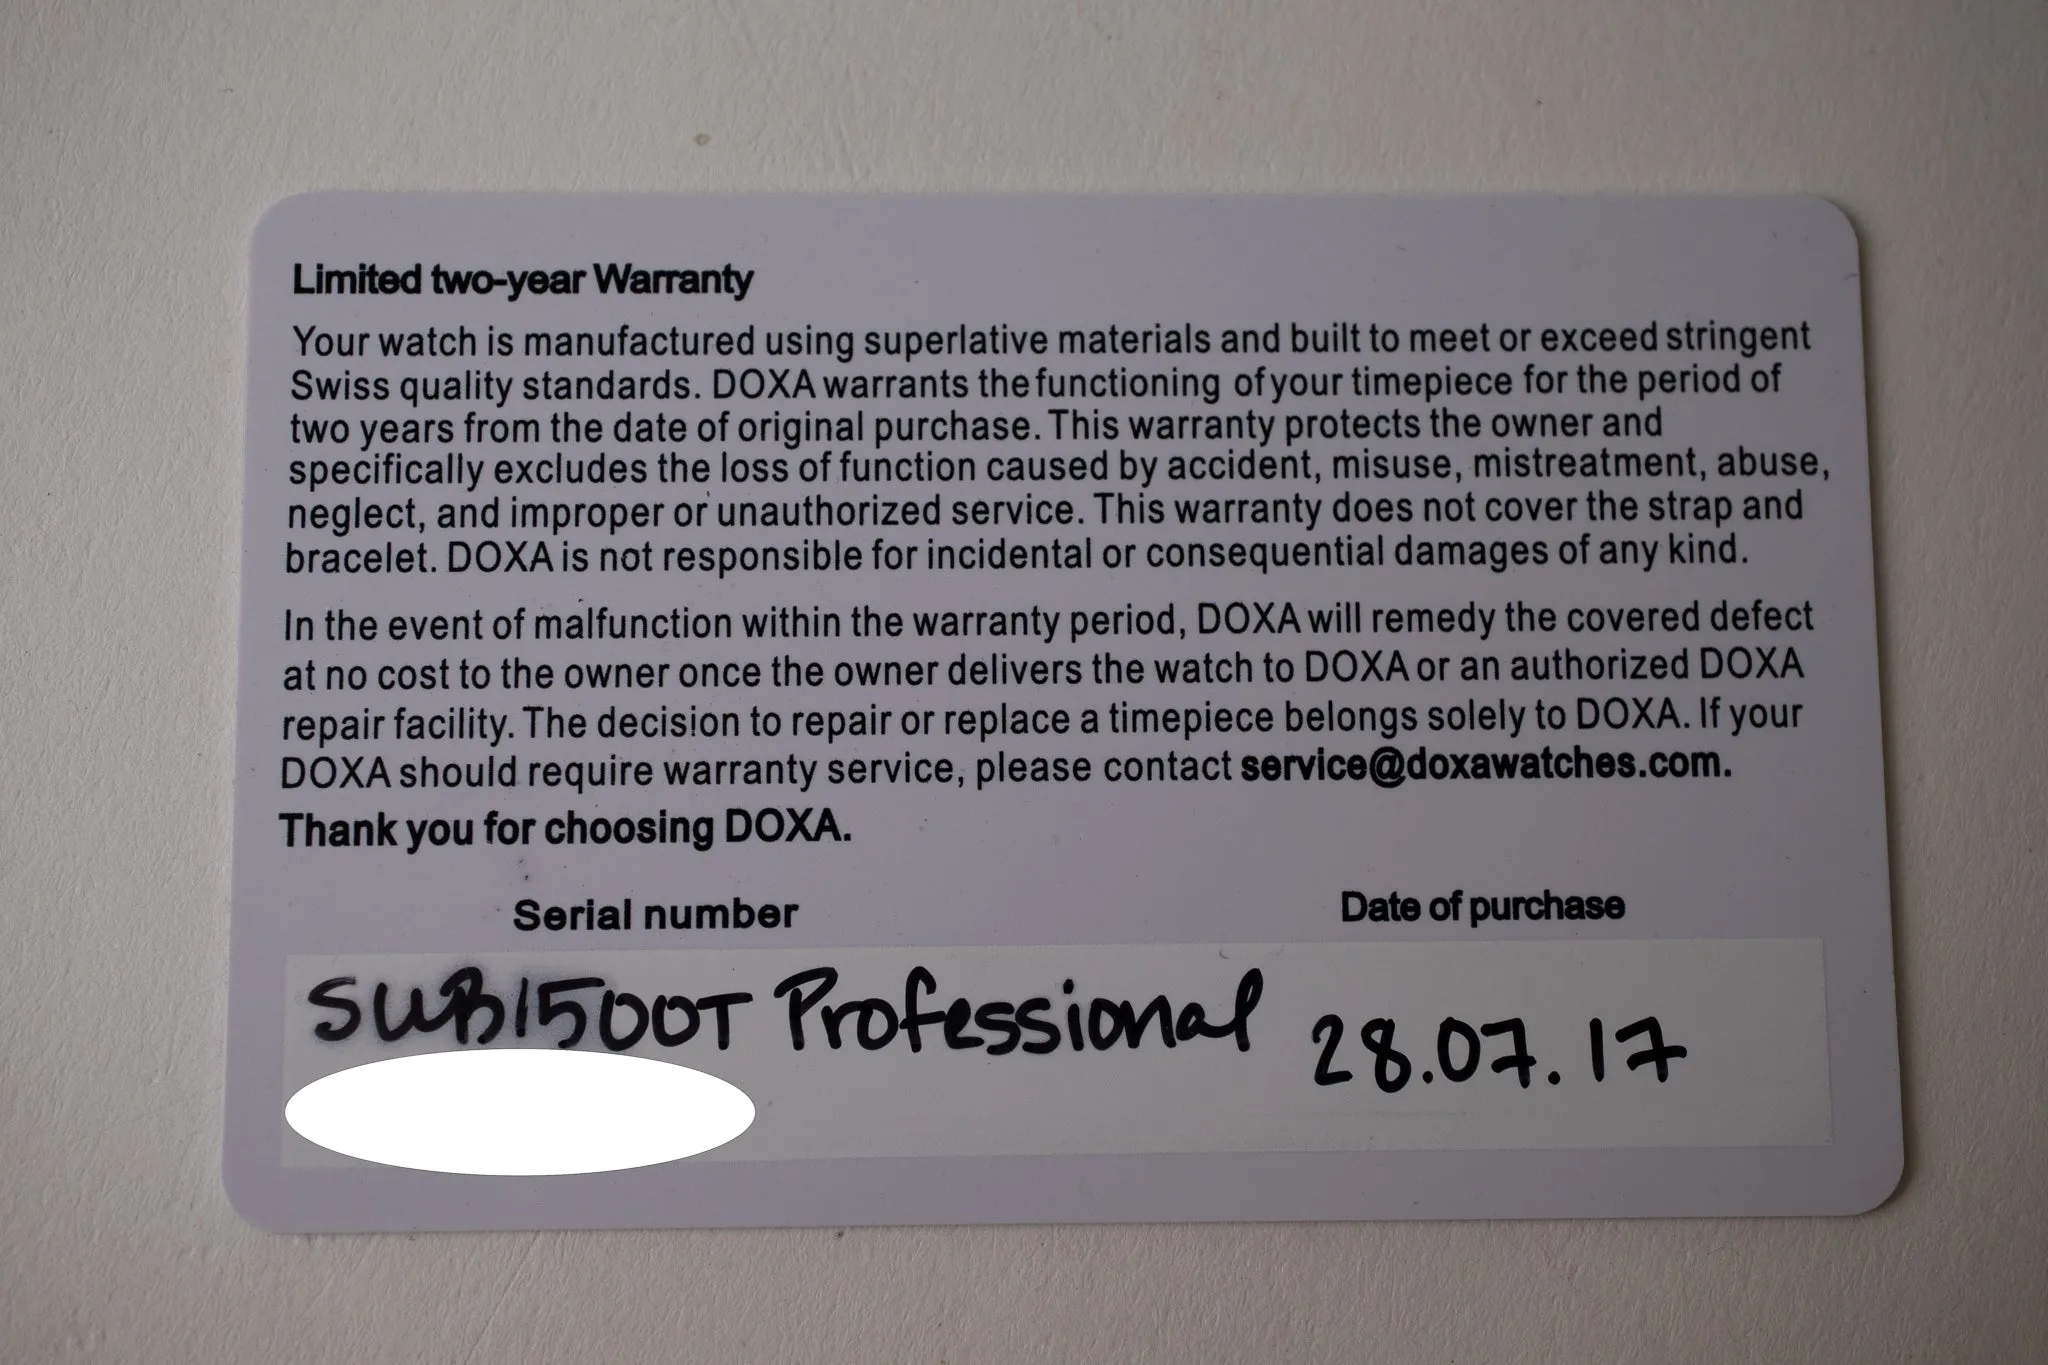 Limited two-year Warranty
Your watch is manufactured using superlative materials and built to meet or exceed stringent
Swiss quality standards. DOXA warrants the functioning of your timepiece for the period of
two years from the date of original purchase. This warranty protects the owner and
specifically excludes the loss of function caused by accident, misuse, mistreatment, abuse,
neglect, and improper or unauthorized service. This warranty does not cover the strap and
bracelet. DOXA is not responsible for incidental or consequential damages of any kind.
In the event of malfunction within the warranty period, DOXA will remedy the covered defect
at no cost to the owner once the owner delivers the watch to DOXA or an authorized DOXA
repair facility. The decision to repair or replace a timepiece belongs solely to DOXA. If your
DOXA should require warranty service, please contact service@doxawatches.com.
Thank you for choosing DOXA.
Serial number Date of purchase
SUB1500T Professional 28.07.17